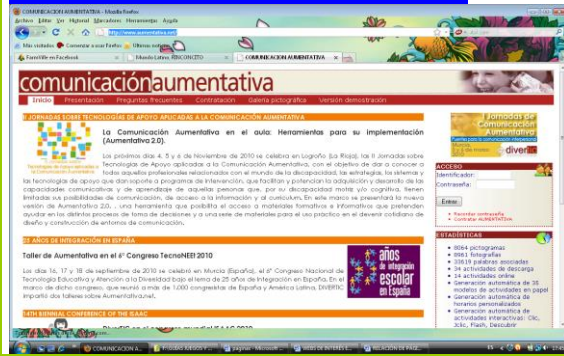 COMUNICACIÓN AUMENTATIVA - Mozilla Firefox
Archivo Editar Ver Historial Marcadores Herramientas Ayuda
http://www.aumentativa.net/
Más visitados Comenzar a usar Firefox Últimas noticias
FarmVille en Facebook Mundo Latino RINCONCITO COMUNICACIÓN AUMENTATIVA
comunicaciónaumentativa
Inicio Presentación Preguntas frecuentes Contratación Galería pictográfica Versión demostración
II JORNADAS SOBRE TECNOLOGÍAS DE APOYO APLICADAS A LA COMUNICACIÓN AUMENTATIVA
La Comunicación Aumentativa en el aula: Herramientas para su implementación
(Aumentativa 2.0).
Los próximos días 4, 5 y 6 de Noviembre de 2010 se celebra en Logroño (La Rioja), las II Jornadas sobre
Tecnologías de Apoyo aplicadas a la Comunicación Aumentativa, con el objetivo de dar a conocer a
todos aquellos profesionales relacionados con el mundo de la discapacidad, las estrategias, los sistemas y
las tecnologías de apoyo que dan soporte a programas de intervención, que facilitan y potencian la adquisición y desarrollo de las
capacidades comunicativas y de aprendizaje de aquellas personas que, por su discapacidad motora y/o cognitiva, tienen
limitadas sus posibilidades de comunicación, de acceso a la información y al currículum. En este marco se presentará la nueva
versión de Aumentativa 2.0, una herramienta que posibilita el acceso a materiales formativos e informativos que pretenden
ayudar en los distintos procesos de toma de decisiones y a una serie de materiales para el uso práctico en el devenir cotidiano de
diseño y construcción de entornos de comunicación.
25 AÑOS DE INTEGRACIÓN EN ESPAÑA
Taller de Aumentativa en el 6º Congreso TecnoNEEt 2010
Los días 16, 17 y 18 de septiembre de 2010 se celebró en Murcia (España), el 6º Congreso Nacional de
Tecnología Educativa y Atención a la Diversidad bajo el lema de 25 años de Integración en España. En el
marco de dicho congreso, que reunió a más de 1.000 congresistas de España y América Latina, DIVERTIC
impartió dos talleres sobre Aumentativa.net.
años
de integración
escolar
en España
14TH BIENNIAL CONFERENCE OF THE ISAAC
I Jornadas de
Comunicación
Aumentativa
ACCESO
Identificador:
Contraseña:
Entrar
Recordar contraseña
Contratar AUMENTATIVA
ESTADÍSTICAS
8064 pictogramas
0961 fotografías
33619 palabras asociadas
34 actividades de descarga
14 actividades online
Generación automática de 38
modelos de actividades en papel
Generación automática de
horarios personalizados
Generación automática de
actividades interactivas: Clic,
Jclic, Flash, Descubrir